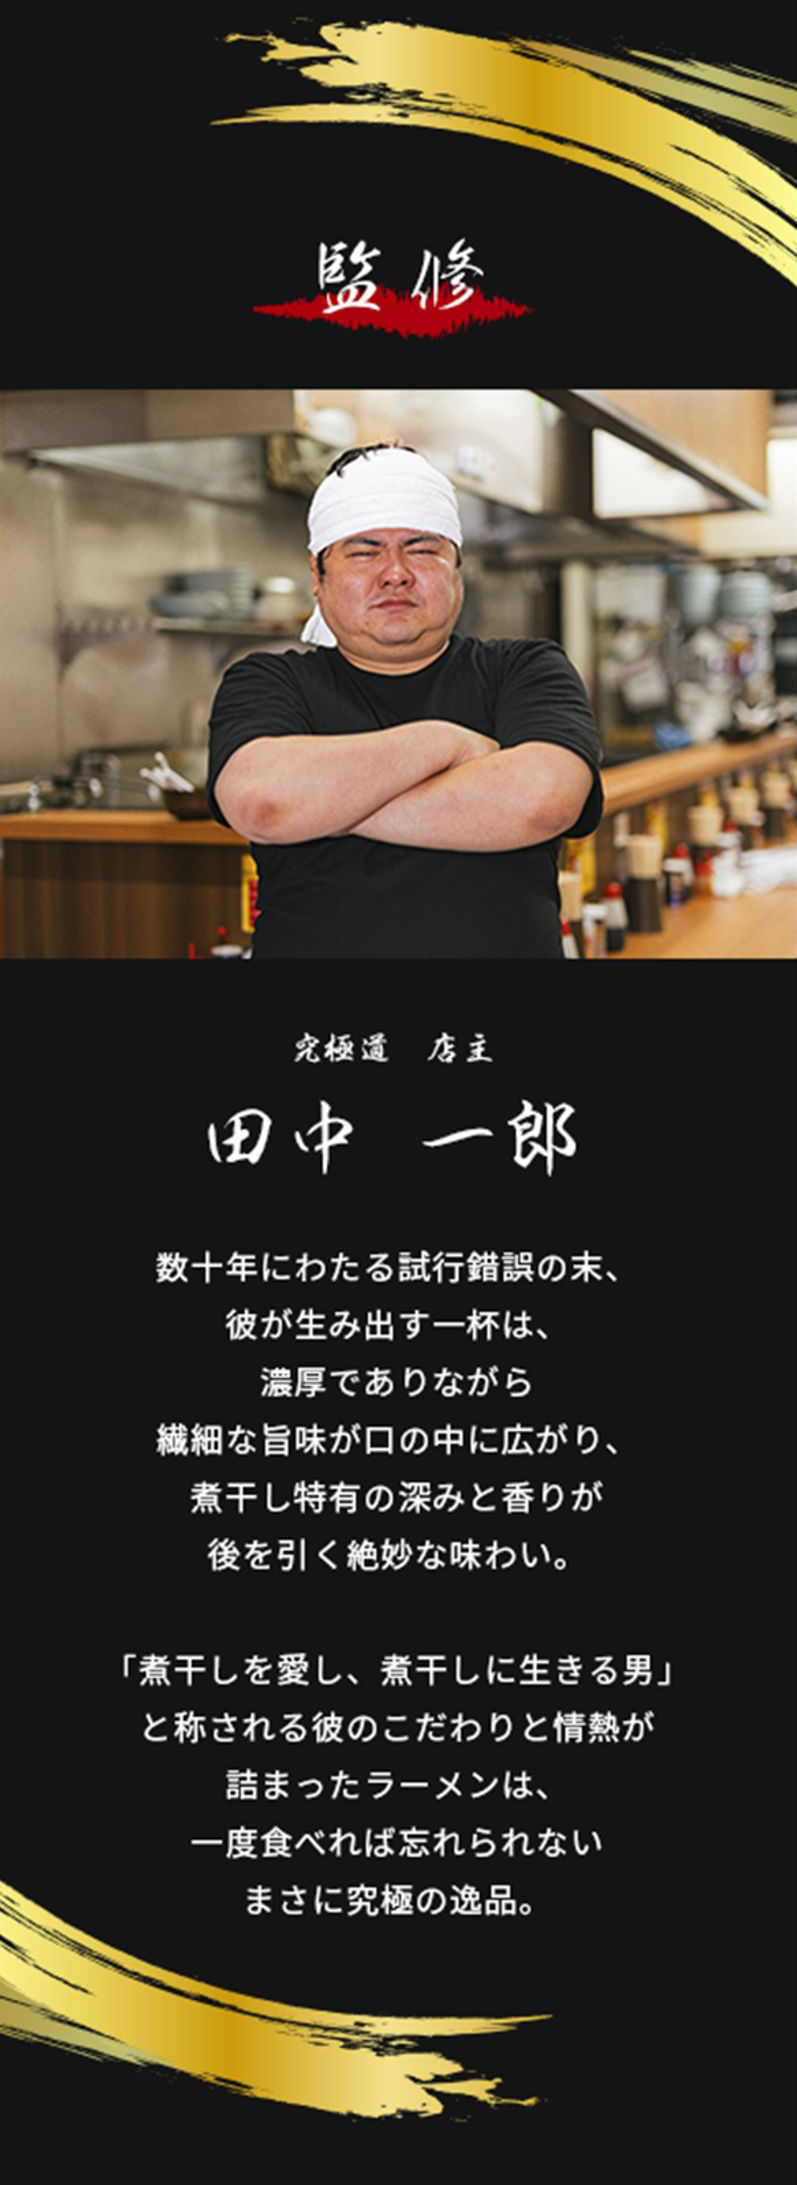 監修
究極道　店主
田中　一郎
数十年にわたる試行錯誤の末、
彼が生み出す一杯は、
濃厚でありながら
繊細な旨味が口の中に広がり、
煮干し特有の深みと香りが
後を引く絶妙な味わい。
「煮干しを愛し、煮干しに生きる男」
と称される彼のこだわりと情熱が
詰まったラーメンは、
一度食べれば忘れられない
まさに究極の逸品。